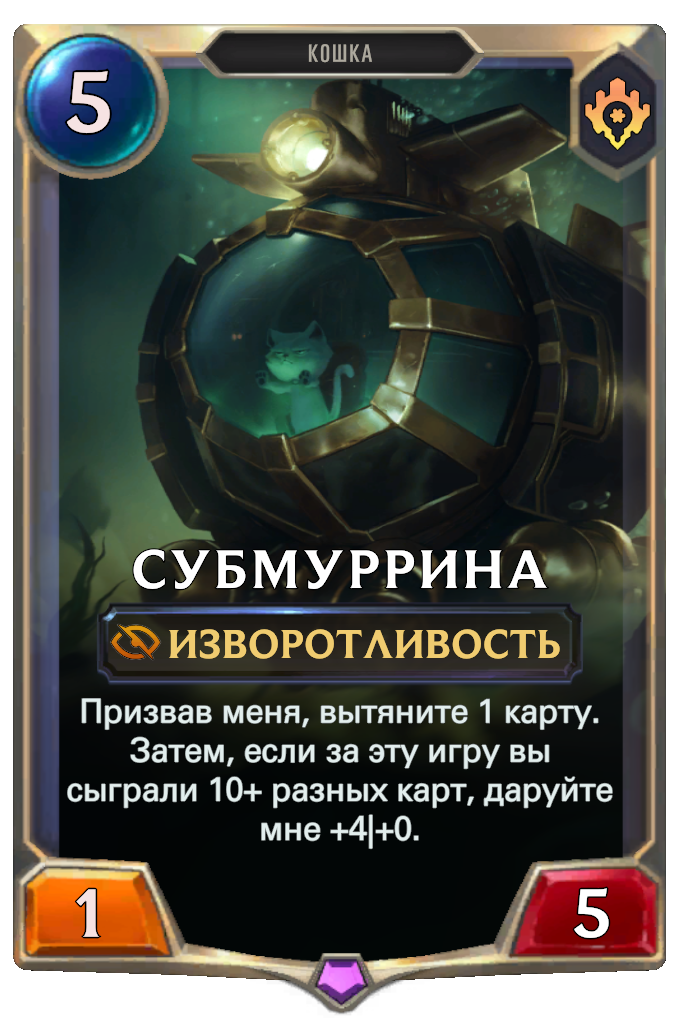 КОШКА
5
СУБМУРРИНА
ИЗВОРОТЛИВОСТЬ
Призвав меня, вытяните 1 карту.
Затем, если за эту игру вы
сыграли 10+ разных карт, даруйте
мне +4|+0.
1
5